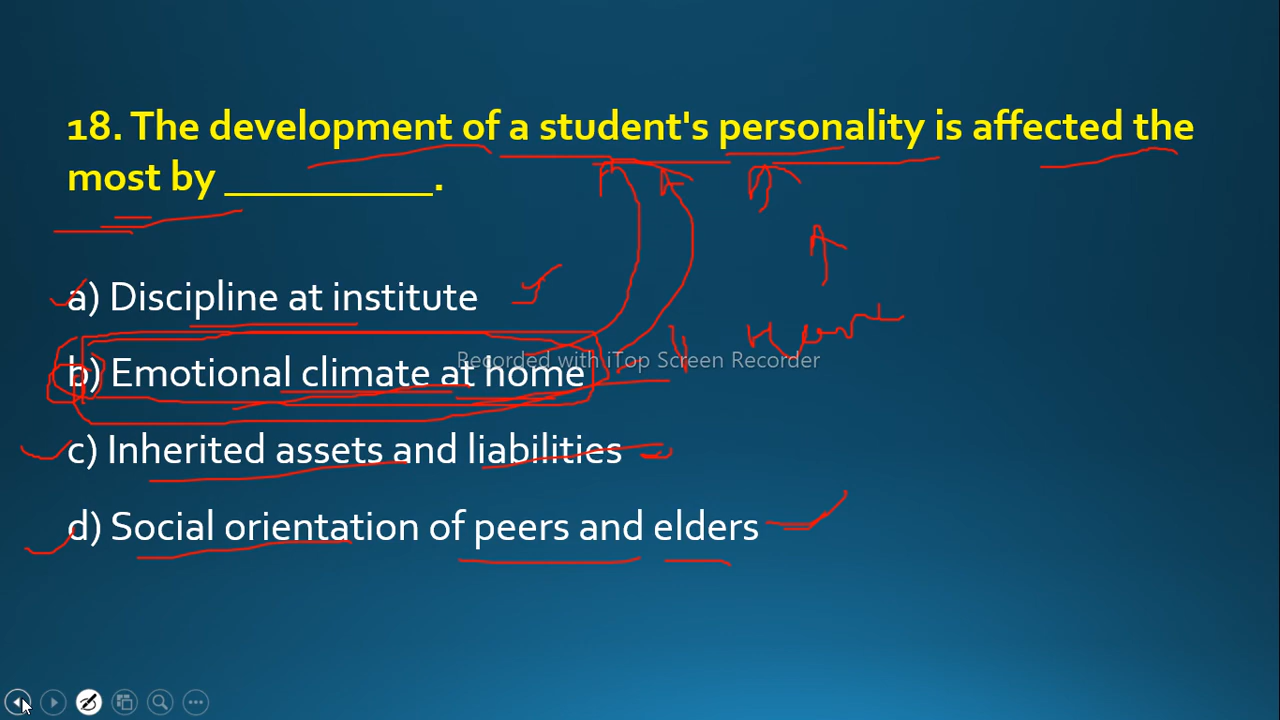 18. The development of a student's personality is affected the
most by __________.
a) Discipline at institute
b) Emotional climate at home
Recorded with iTop Screen Recorder
c) Inherited assets and liabilities
d) Social orientation of peers and elders